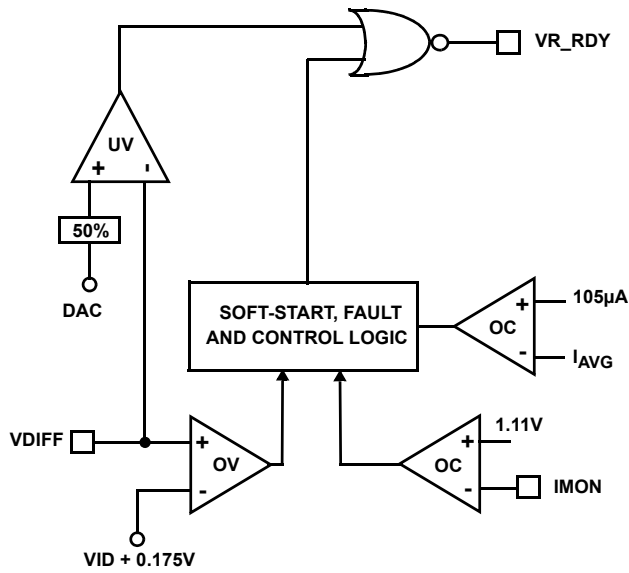 VR_RDY
UV
+ -
50%
DAC
SOFT-START, FAULT
AND CONTROL LOGIC
+ 105µA
OC
- IAVG
VDIFF
+
OV
-
VID + 0.175V
1.11V
+
OC
- IMON